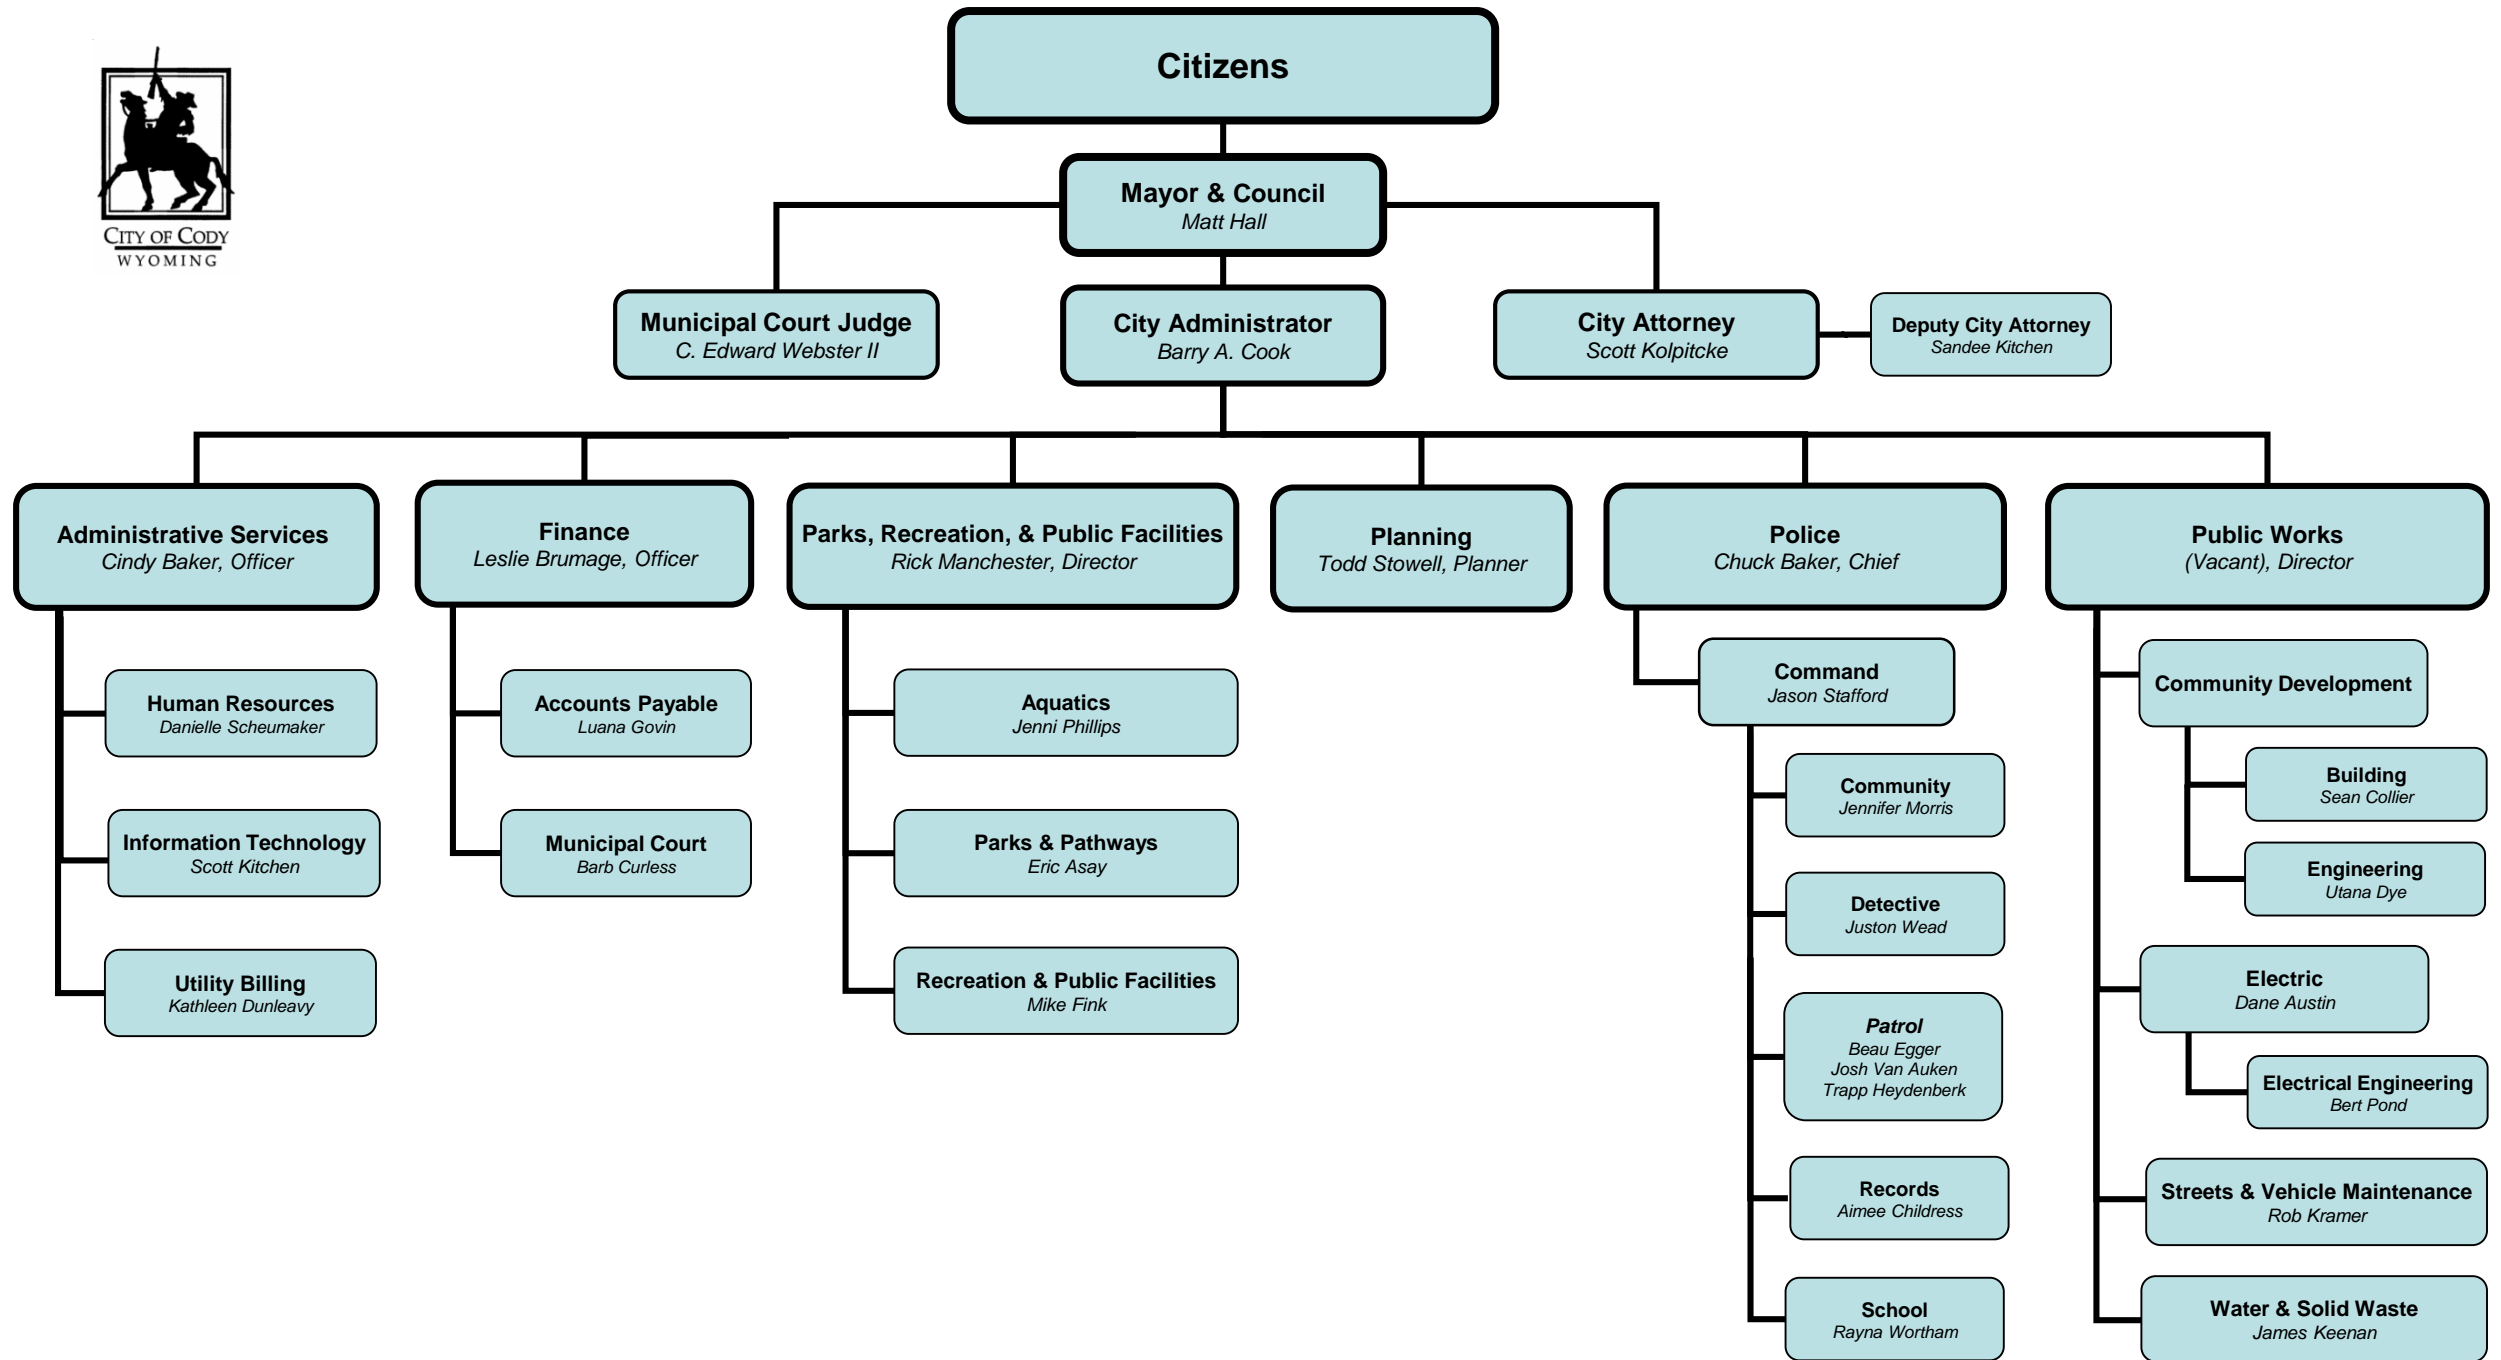 Citizens
CITY OF CODY
WYOMING
Mayor & Council
Matt Hall
Municipal Court Judge
C. Edward Webster II
City Administrator
Barry A. Cook
City Attorney
Scott Kolpitcke
Deputy City Attorney
Sandee Kitchen
Administrative Services
Cindy Baker, Officer
Human Resources
Danielle Scheumaker
Information Technology
Scott Kitchen
Utility Billing
Kathleen Dunleavy
Finance
Leslie Brumage, Officer
Accounts Payable
Luana Govin
Municipal Court
Barb Curless
Parks, Recreation, & Public Facilities
Rick Manchester, Director
Aquatics
Jenni Phillips
Parks & Pathways
Eric Asay
Recreation & Public Facilities
Mike Fink
Planning
Todd Stowell, Planner
Police
Chuck Baker, Chief
Command
Jason Stafford
Community
Jennifer Morris
Detective
Juston Wead
Patrol
Beau Egger
Josh Van Auken
Trapp Heydenberk
Records
Aimee Childress
School
Rayna Wortham
Public Works
(Vacant), Director
Community Development
Building
Sean Collier
Engineering
Utana Dye
Electric
Dane Austin
Electrical Engineering
Bert Pond
Streets & Vehicle Maintenance
Rob Kramer
Water & Solid Waste
James Keenan